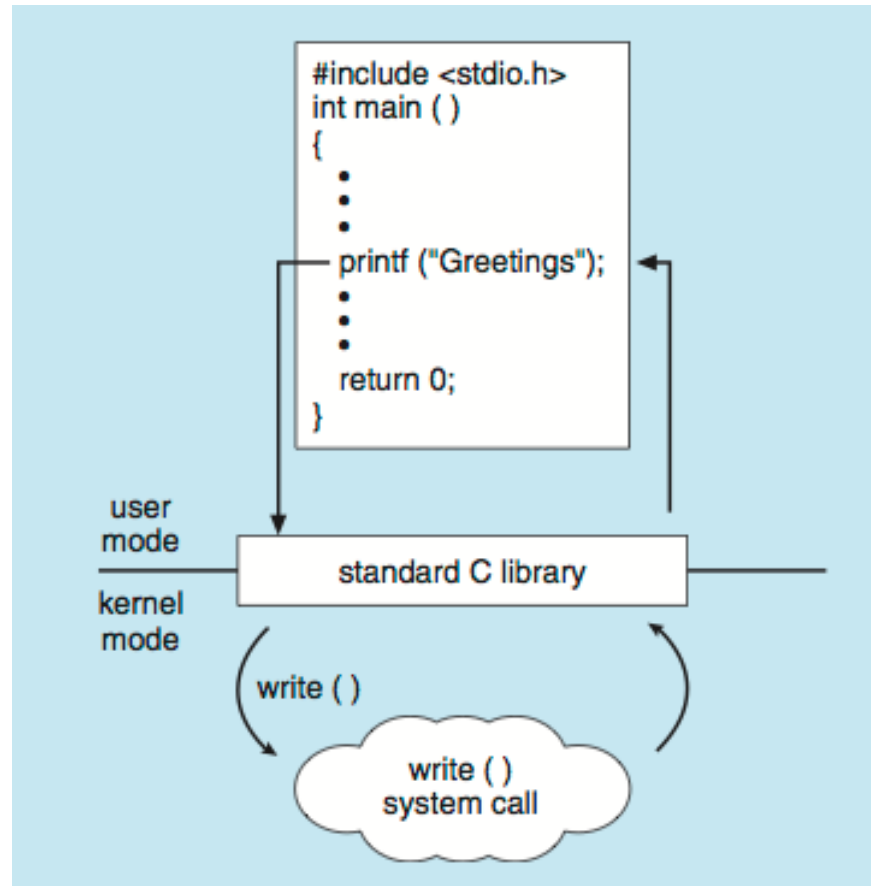 #include <stdio.h>
int main ( )
{
•
•
•
printf ("Greetings");
•
•
•
return 0;
}
user
mode
standard C library
kernel
mode
write ( )
write ( )
system call